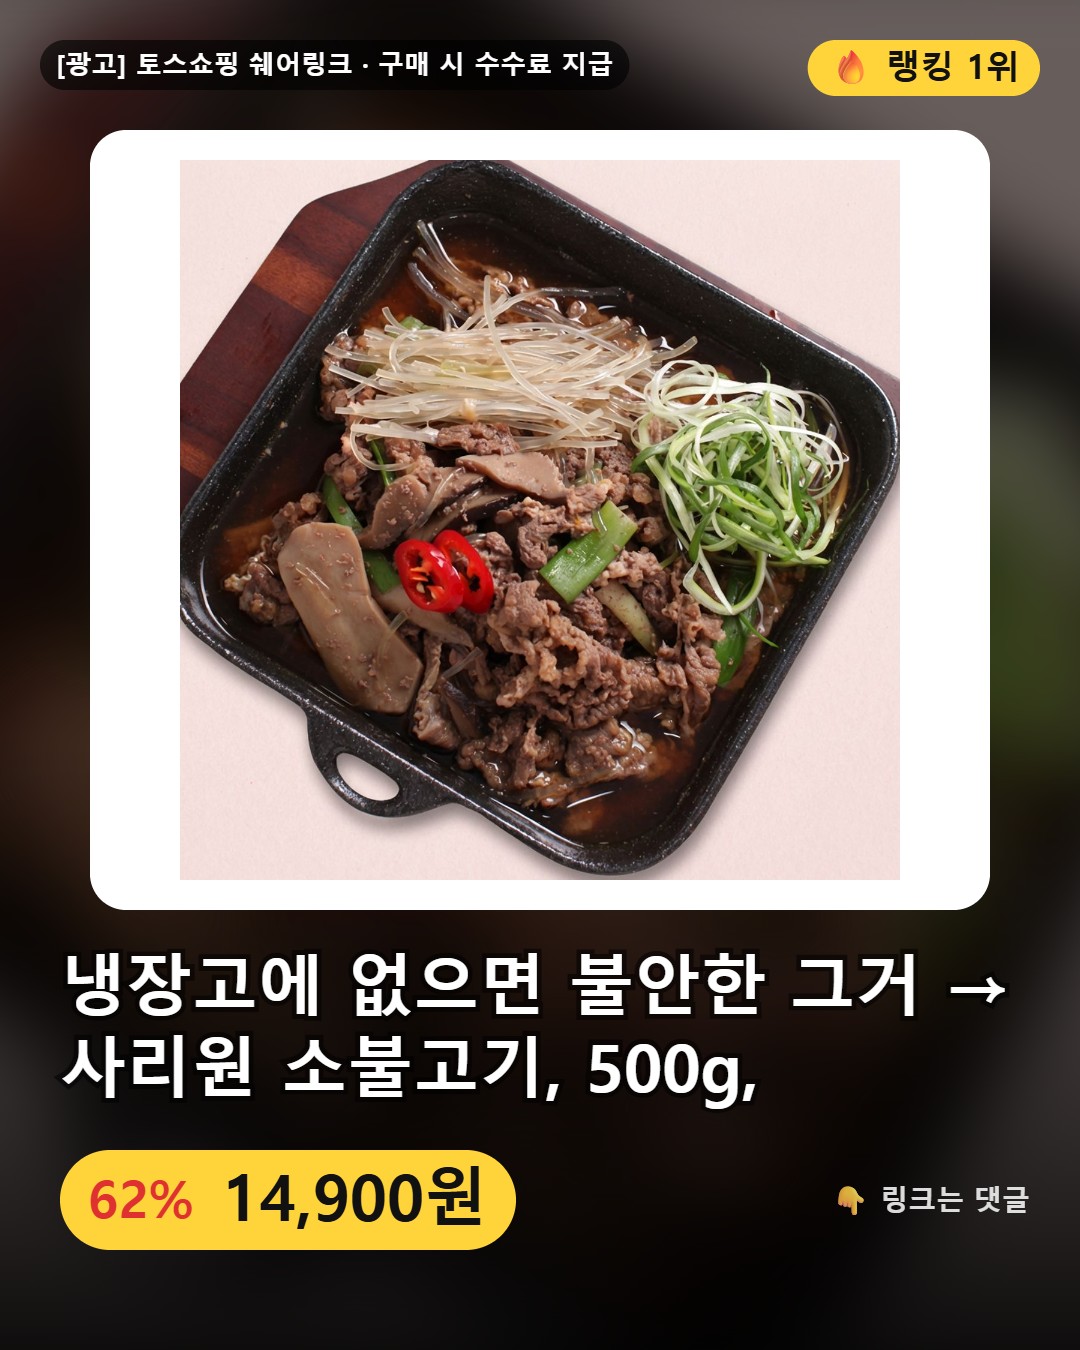 [광고] 토스쇼핑 쉐어링크 · 구매 시 수수료 지급
🔥 랭킹 1위
냉장고에 없으면 불안한 그거 →
사리원 소불고기, 500g,
62% 14,900원
👇 링크는 댓글